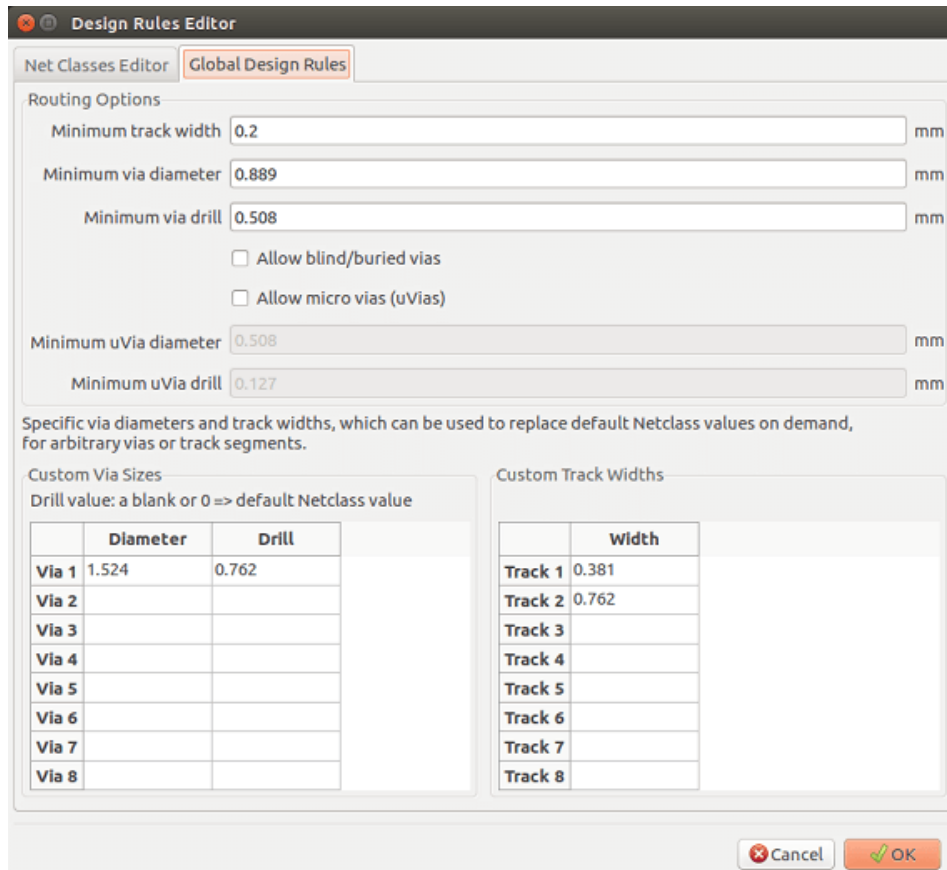 Design Rules Editor
Net Classes Editor Global Design Rules
Routing Options
Minimum track width 0.2 mm
Minimum via diameter 0.889 mm
Minimum via drill 0.508 mm
Allow blind/buried vias
Allow micro vias (uVias)
Minimum uVia diameter 0.508 mm
Minimum uVia drill 0.127 mm
Specific via diameters and track widths, which can be used to replace default Netclass values on demand,
for arbitrary vias or track segments.
Custom Via Sizes
Drill value: a blank or 0 => default Netclass value
Diameter Drill
Via 1 1.524 0.762
Via 2
Via 3
Via 4
Via 5
Via 6
Via 7
Via 8
Custom Track Widths
Width
Track 1 0.381
Track 2 0.762
Track 3
Track 4
Track 5
Track 6
Track 7
Track 8
Cancel OK